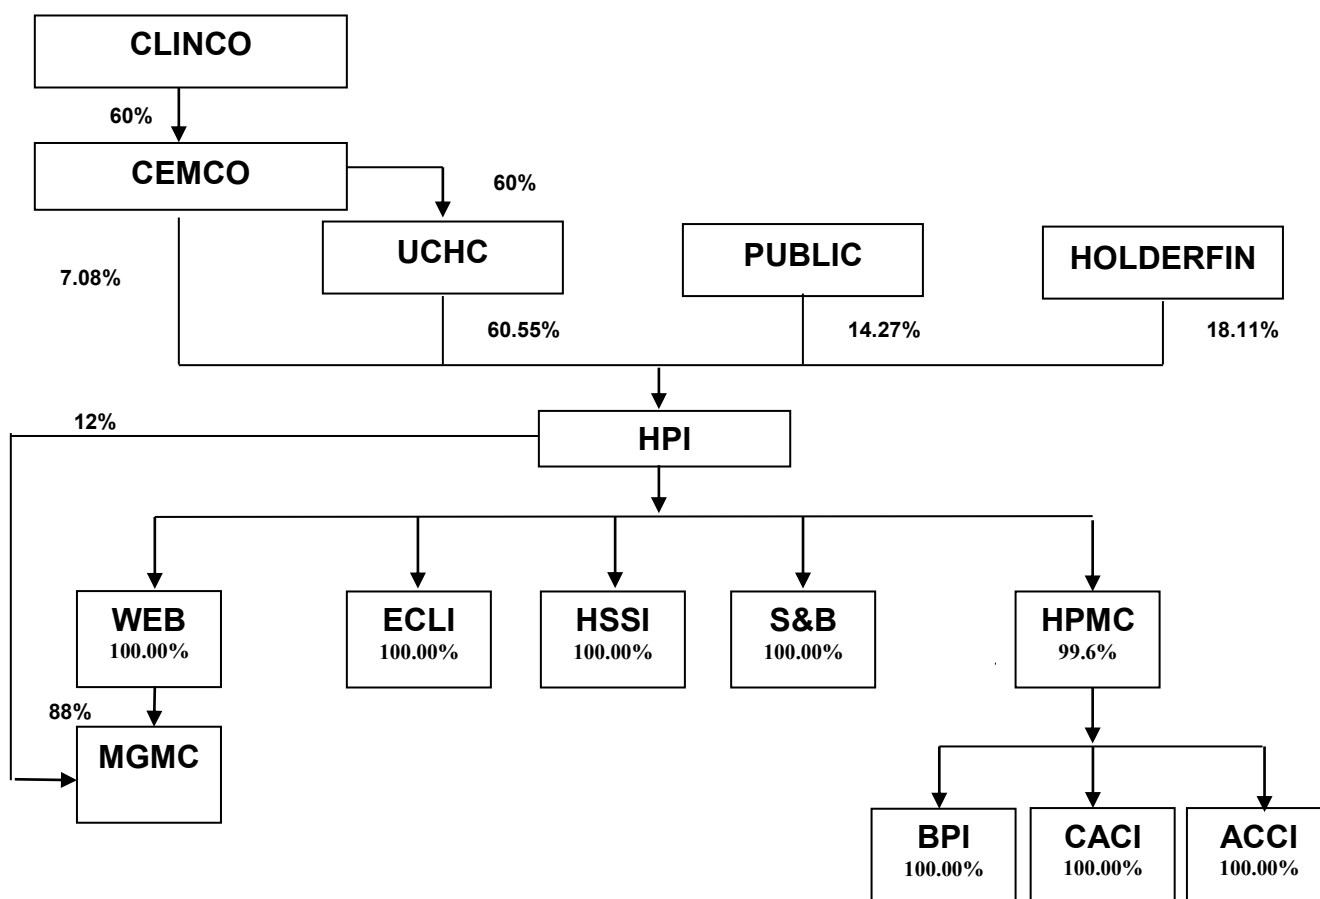 CLINCO
60%
CEMCO
60%
UCHC
PUBLIC
HOLDERFIN
7.08%
60.55%
14.27%
18.11%
12%
HPI
WEB
100.00%
ECLI
100.00%
HSSI
100.00%
S&B
100.00%
HPMC
99.6%
88%
MGMC
BPI
100.00%
CACI
100.00%
ACCI
100.00%